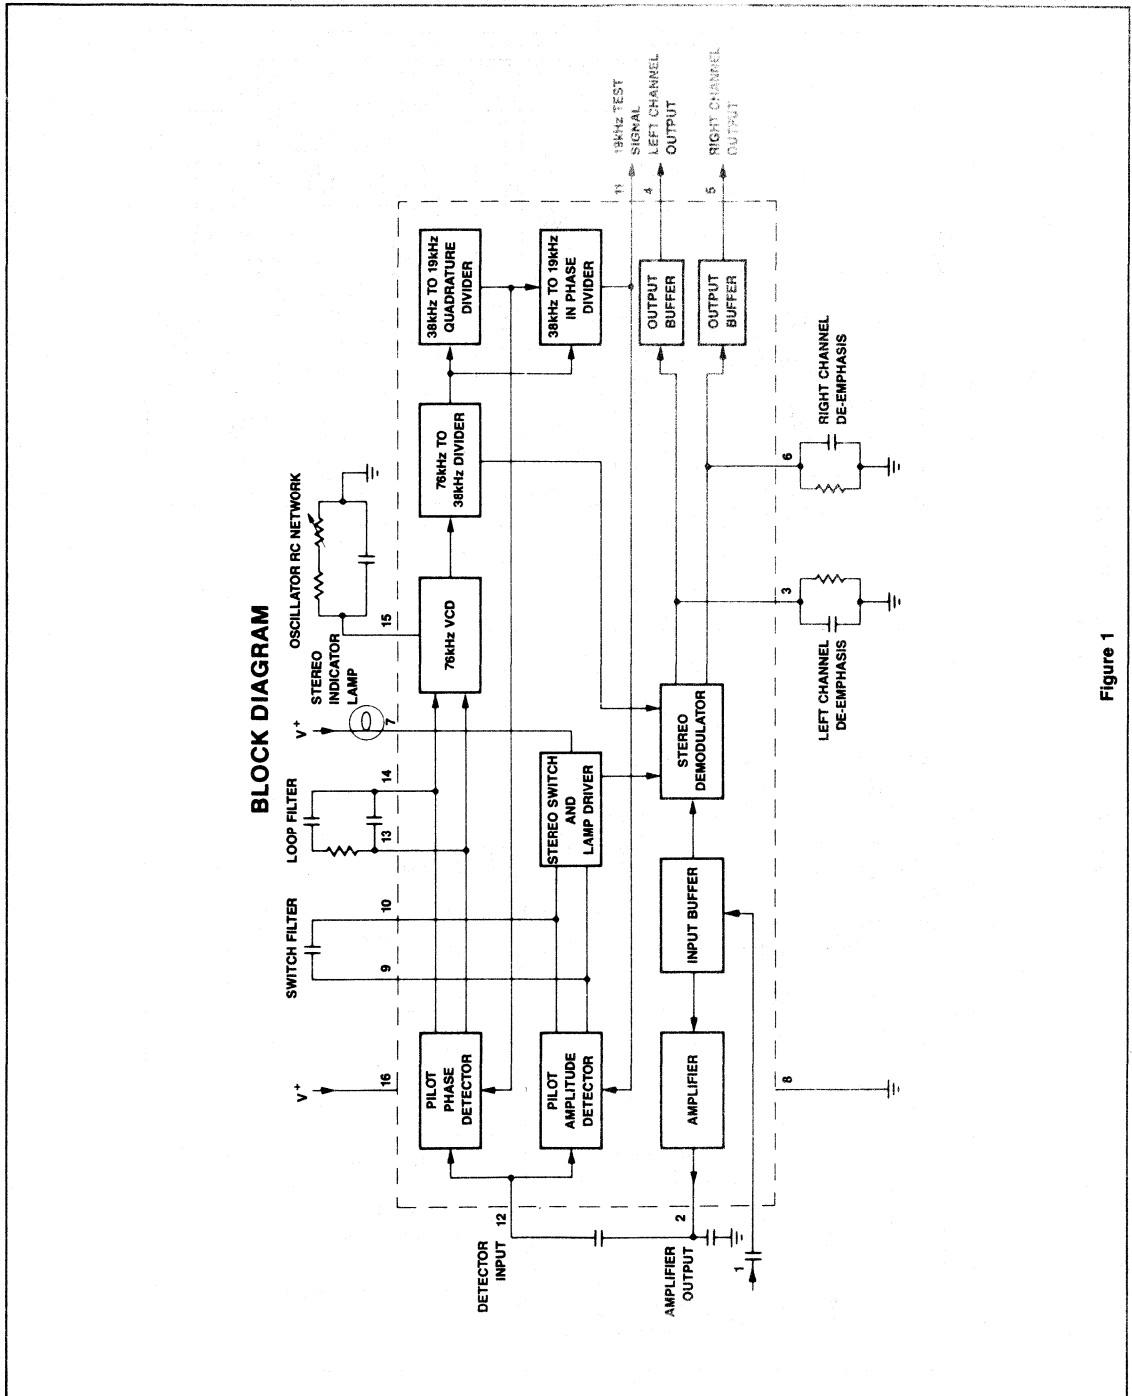 BLOCK DIAGRAM
V+
16
SWITCH FILTER
9
10
LOOP FILTER
13
14
V+
7
STEREO
INDICATOR
LAMP
OSCILLATOR RC NETWORK
15
PILOT
PHASE
DETECTOR
76kHz VCD
76kHz TO
38kHz DIVIDER
38kHz TO 19kHz
QUADRATURE
DIVIDER
DETECTOR
INPUT
12
PILOT
AMPLITUDE
DETECTOR
STEREO SWITCH
AND
LAMP DRIVER
38kHz TO 19kHz
IN PHASE
DIVIDER
11
19kHz TEST
SIGNAL
AMPLIFIER
OUTPUT
2
AMPLIFIER
INPUT BUFFER
STEREO
DEMODULATOR
OUTPUT
BUFFER
4
LEFT CHANNEL
OUTPUT
OUTPUT
BUFFER
5
RIGHT CHANNEL
OUTPUT
1
8
3
LEFT CHANNEL
DE-EMPHASIS
6
RIGHT CHANNEL
DE-EMPHASIS
Figure 1